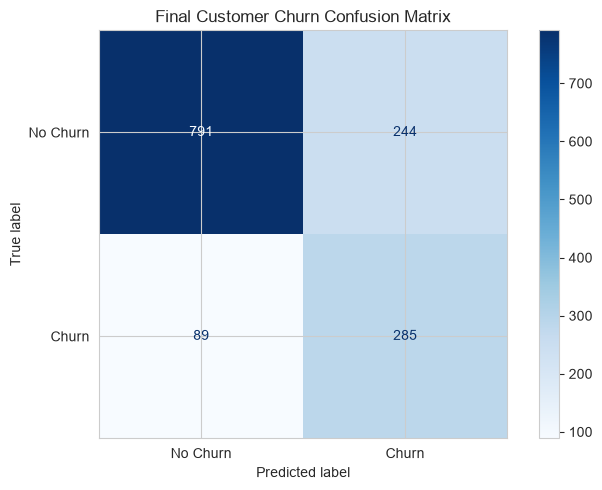 Final Customer Churn Confusion Matrix
True label
No Churn
791
244
Churn
89
285
No Churn
Churn
Predicted label
700
600
500
400
300
200
100